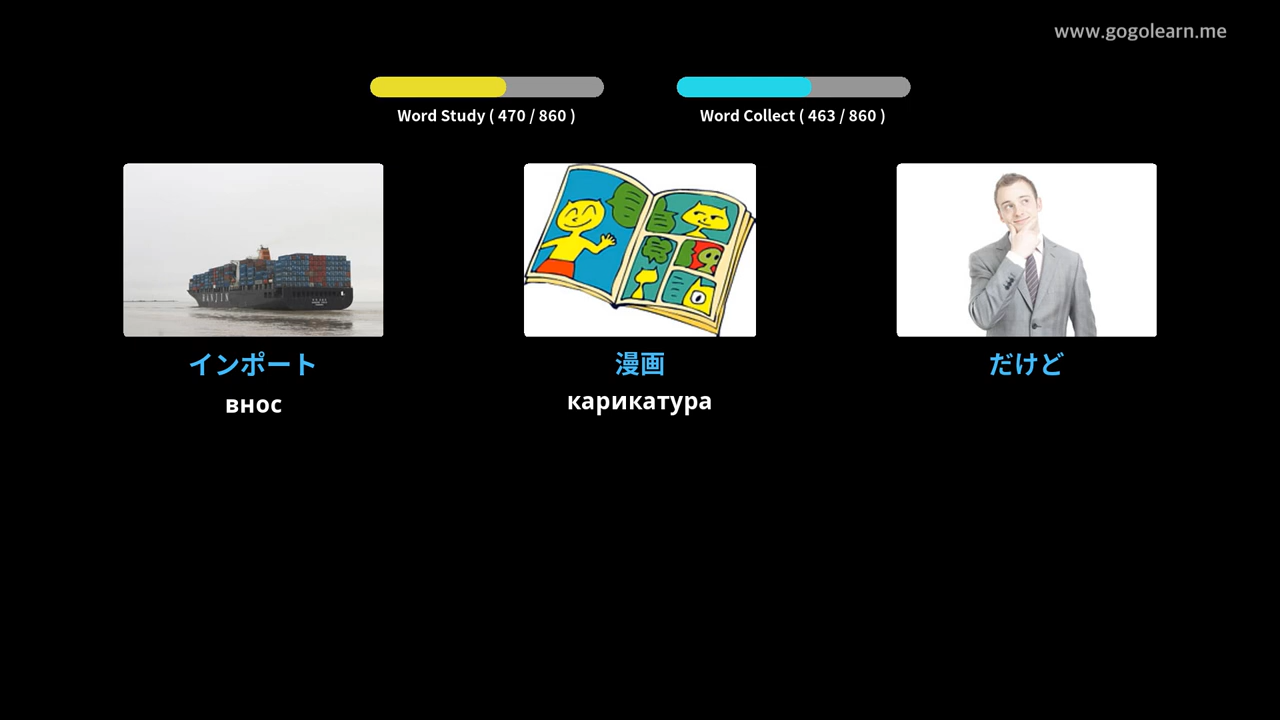 www.gogolearn.me
Word Study ( 470 / 860 )
Word Collect ( 463 / 860 )
HANJIN
インポート
漫画
だけど
внос
карикатура